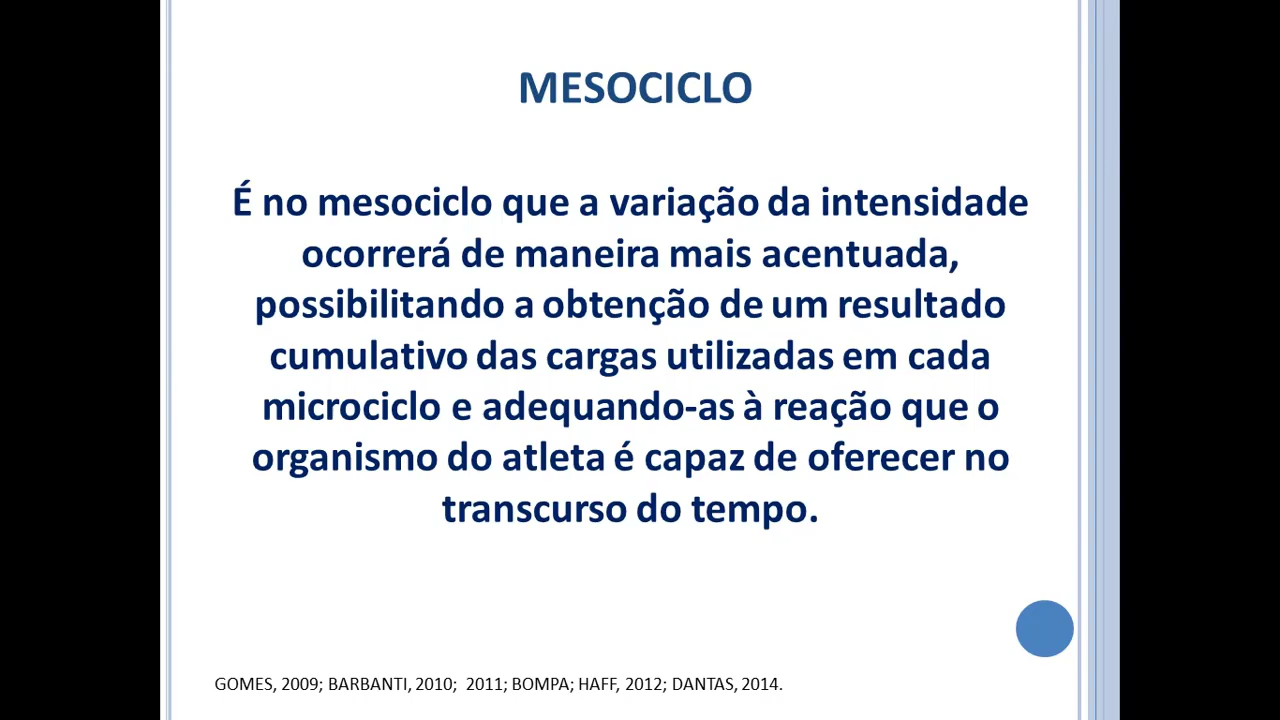 MESOCICLO
É no mesociclo que a variação da intensidade
ocorrerá de maneira mais acentuada,
possibilitando a obtenção de um resultado
cumulativo das cargas utilizadas em cada
microciclo e adequando-as à reação que o
organismo do atleta é capaz de oferecer no
transcurso do tempo.
GOMES, 2009; BARBANTI, 2010;  2011; BOMPA; HAFF, 2012; DANTAS, 2014.